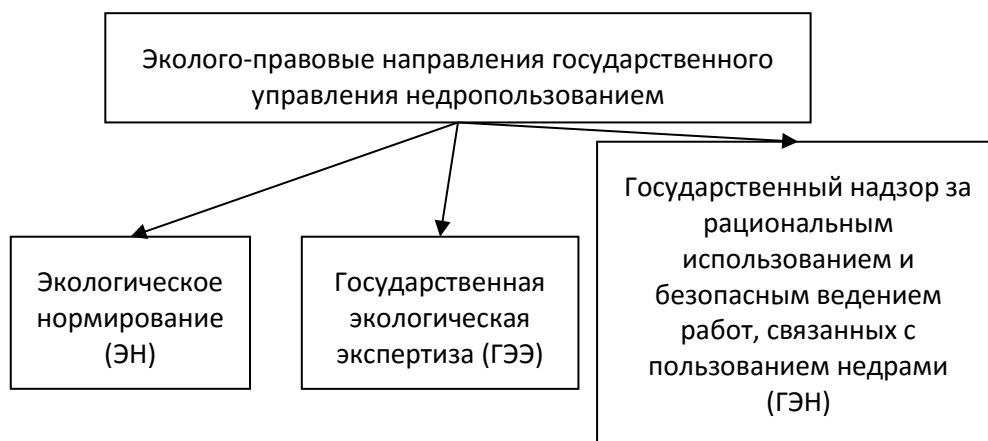 Эколого-правовые направления государственного
управления недропользованием
Экологическое
нормирование
(ЭН)
Государственная
экологическая
экспертиза (ГЭЭ)
Государственный надзор за
рациональным
использованием и
безопасным ведением
работ, связанных с
пользованием недрами
(ГЭН)